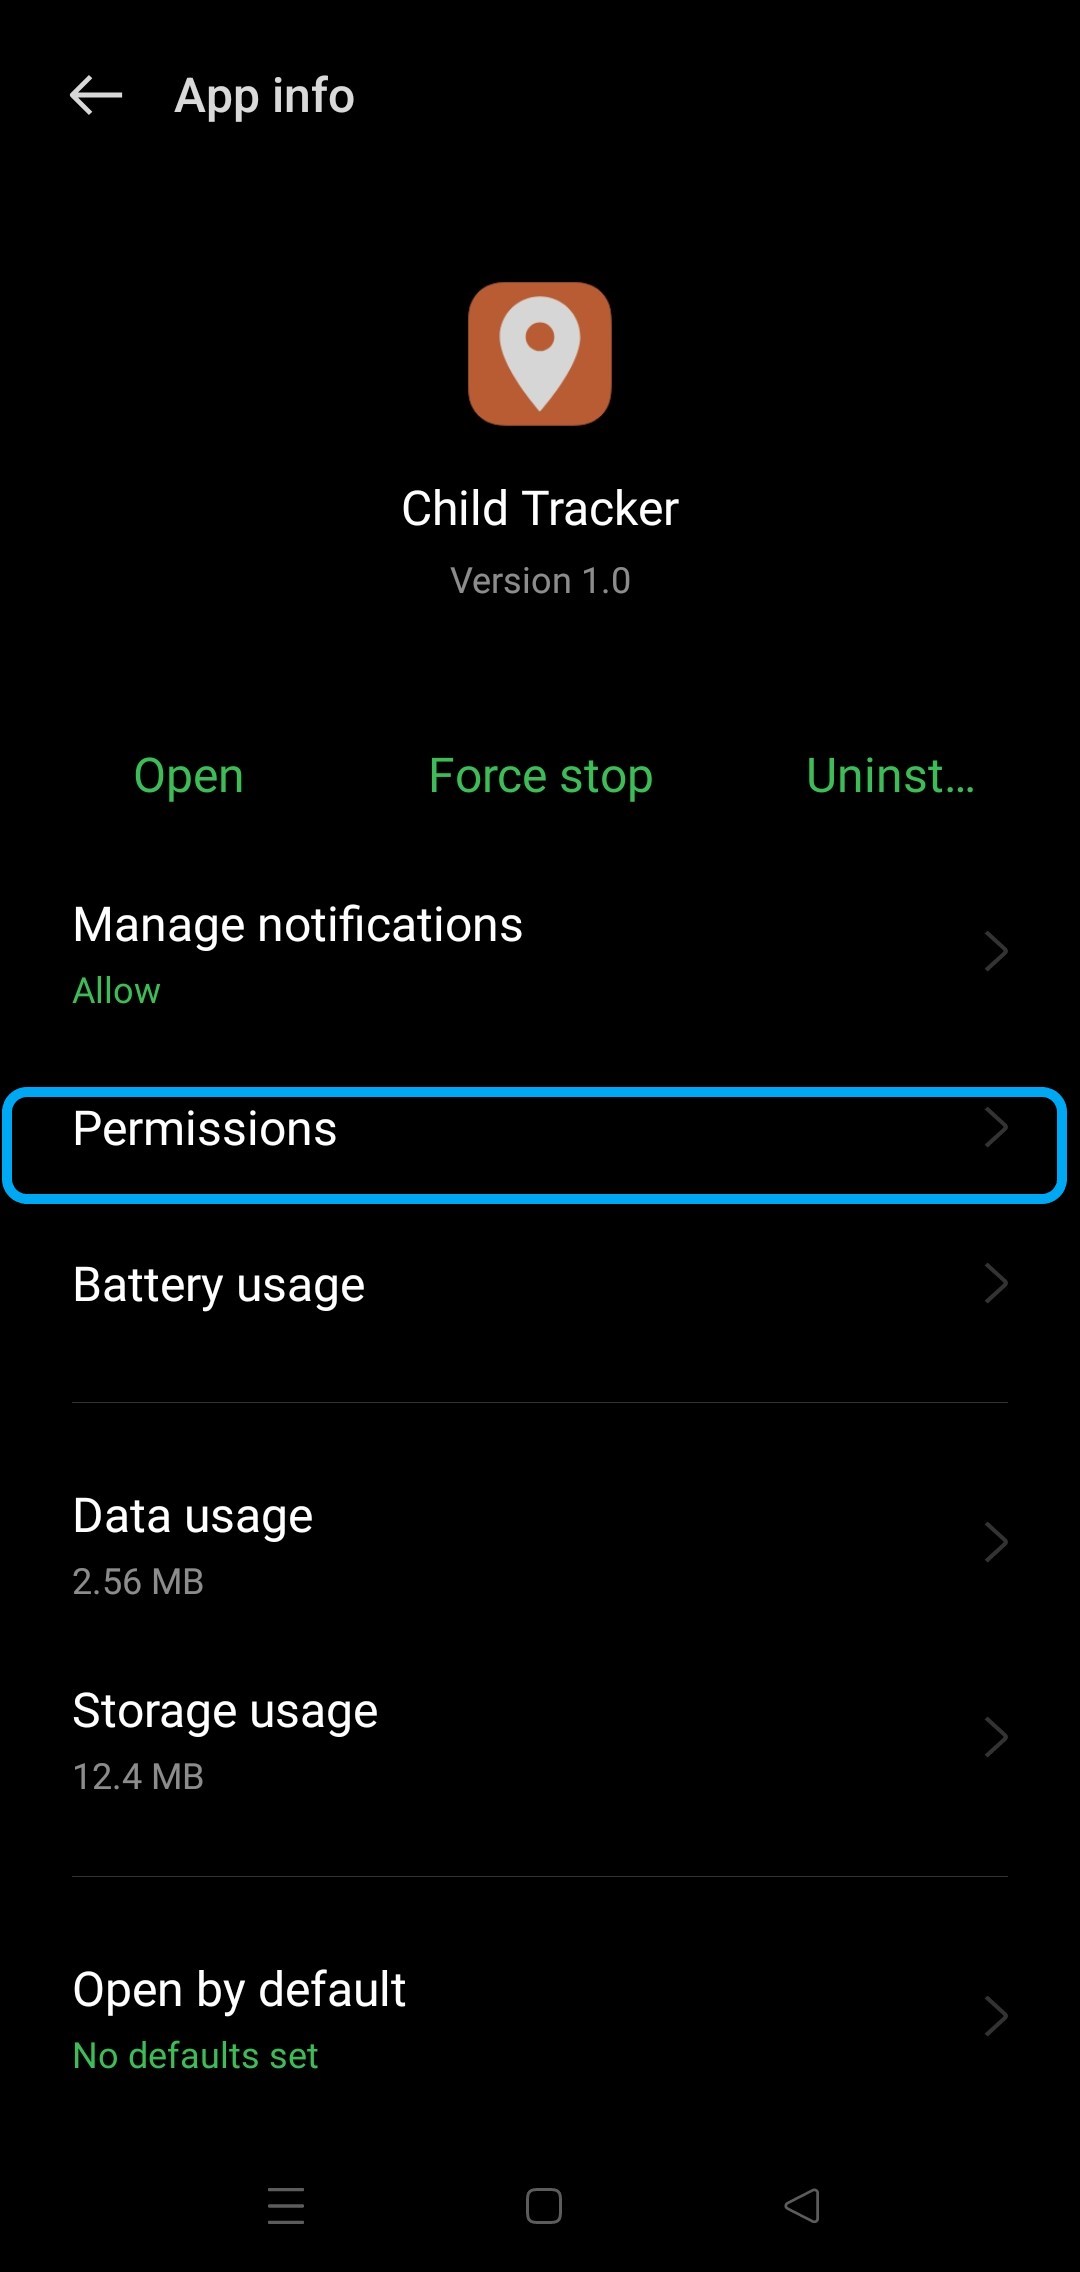 App info
Child Tracker
Version 1.0
Open
Force stop
Uninst...
Manage notifications
Allow
Permissions
Battery usage
Data usage
2.56 MB
Storage usage
12.4 MB
Open by default
No defaults set